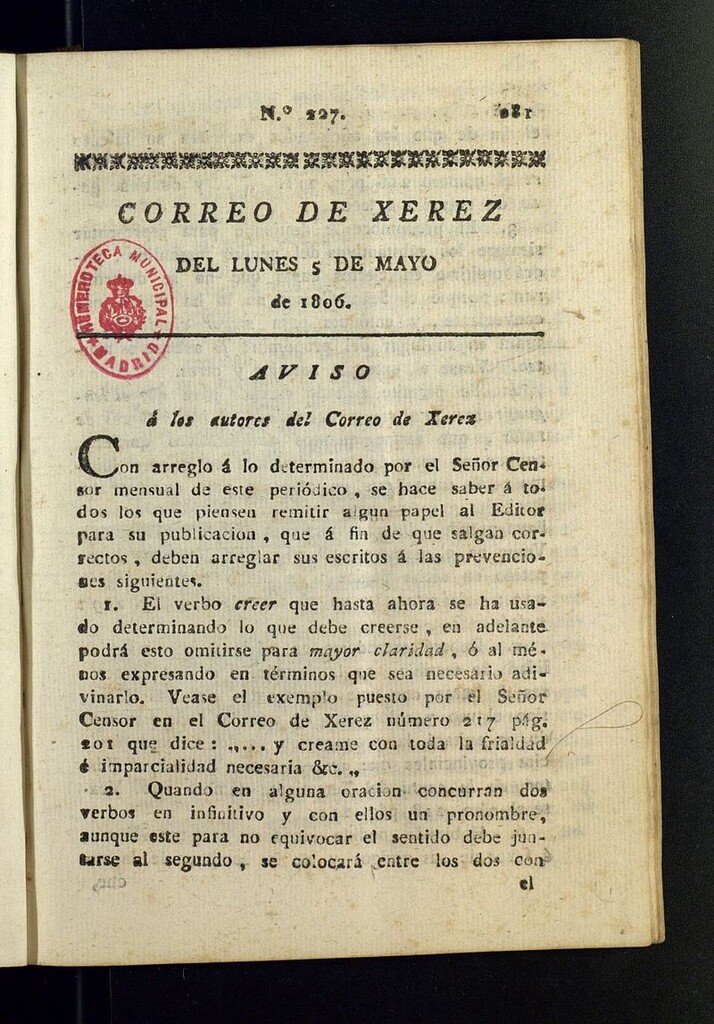 N.º 227. 281
CORREO DE XEREZ
DEL LUNES 5 DE MAYO
de 1806.
HEMEROTECA MUNICIPAL
MADRID
AVISO
á los autores del Correo de Xerez
Con arreglo á lo determinado por el Señor Cen-
sor mensual de este periódico, se hace saber á to-
dos los que piensen remitir algun papel al Editor
para su publicacion, que á fin de que salgan cor-
rectos, deben arreglar sus escritos á las prevencio-
nes siguientes.
1. El verbo creer que hasta ahora se ha usa-
do determinando lo que debe creerse, en adelante
podrá esto omitirse para mayor claridad, ó al mé-
nos expresando en términos que sea necesario adi-
vinarlo. Vease el exemplo puesto por el Señor
Censor en el Correo de Xerez número 217 pág.
201 que dice: „.... y creame con toda la frialdad
é imparcialidad necesaria &c. „
2. Quando en alguna oracion concurran dos
verbos en infinitivo y con ellos un pronombre,
aunque este para no equivocar el sentido debe jun-
tarse al segundo, se colocará entre los dos con
el